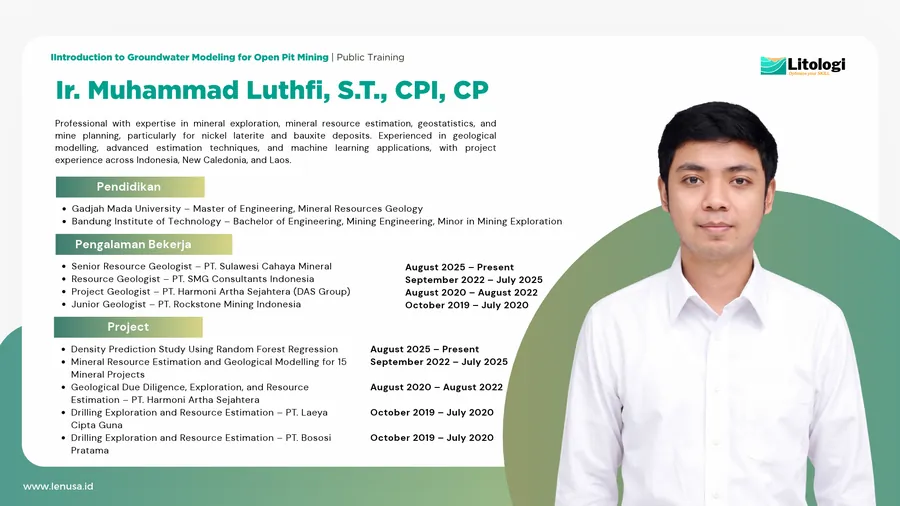 IIntroduction to Groundwater Modeling for Open Pit Mining | Public Training
Litologi
Optimize your SKILL
Ir. Muhammad Luthfi, S.T., CPI, CP
Professional with expertise in mineral exploration, mineral resource estimation, geostatistics, and
mine planning, particularly for nickel laterite and bauxite deposits. Experienced in geological
modelling, advanced estimation techniques, and machine learning applications, with project
experience across Indonesia, New Caledonia, and Laos.
Pendidikan
• Gadjah Mada University – Master of Engineering, Mineral Resources Geology
• Bandung Institute of Technology – Bachelor of Engineering, Mining Engineering, Minor in Mining Exploration
Pengalaman Bekerja
• Senior Resource Geologist – PT. Sulawesi Cahaya Mineral August 2025 – Present
• Resource Geologist – PT. SMG Consultants Indonesia September 2022 – July 2025
• Project Geologist – PT. Harmoni Artha Sejahtera (DAS Group) August 2020 – August 2022
• Junior Geologist – PT. Rockstone Mining Indonesia October 2019 – July 2020
Project
• Density Prediction Study Using Random Forest Regression August 2025 – Present
• Mineral Resource Estimation and Geological Modelling for 15 September 2022 – July 2025
Mineral Projects
• Geological Due Diligence, Exploration, and Resource August 2020 – August 2022
Estimation – PT. Harmoni Artha Sejahtera
• Drilling Exploration and Resource Estimation – PT. Laeya October 2019 – July 2020
Cipta Guna
• Drilling Exploration and Resource Estimation – PT. Bososi October 2019 – July 2020
Pratama
www.lenusa.id